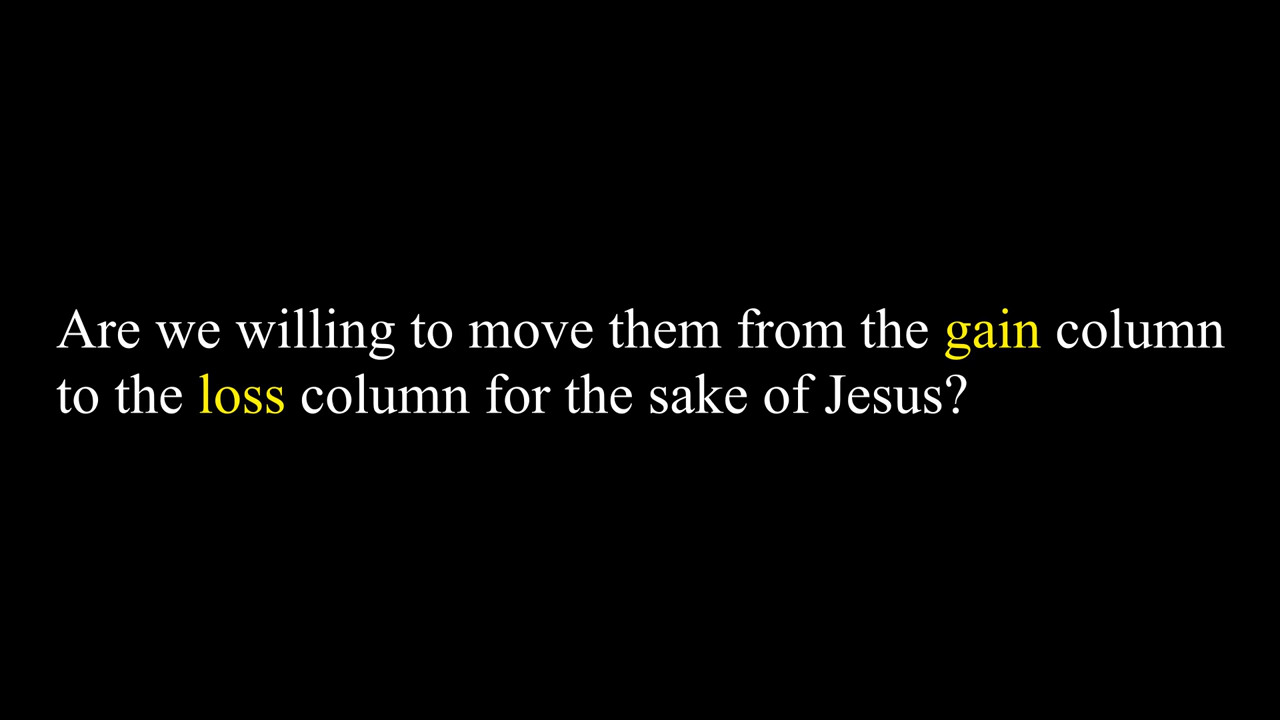 Are we willing to move them from the gain column
to the loss column for the sake of Jesus?